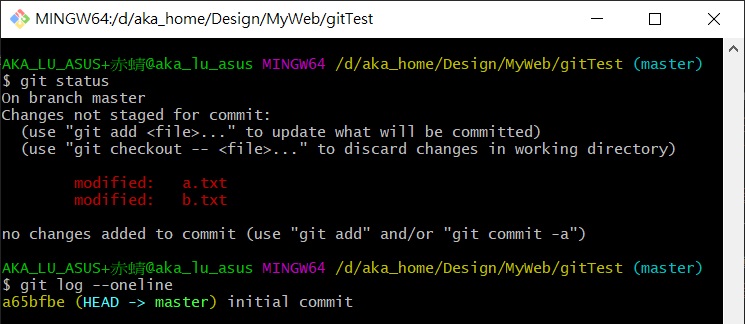 MINGW64:/d/aka_home/Design/MyWeb/gitTest
AKA_LU_ASUS+赤蜻@aka_lu_asus MINGW64 /d/aka_home/Design/MyWeb/gitTest (master)
$ git status
On branch master
Changes not staged for commit:
  (use "git add <file>..." to update what will be committed)
  (use "git checkout -- <file>..." to discard changes in working directory)
        modified:   a.txt
        modified:   b.txt
no changes added to commit (use "git add" and/or "git commit -a")
AKA_LU_ASUS+赤蜻@aka_lu_asus MINGW64 /d/aka_home/Design/MyWeb/gitTest (master)
$ git log --oneline
a65bfbe (HEAD -> master) initial commit